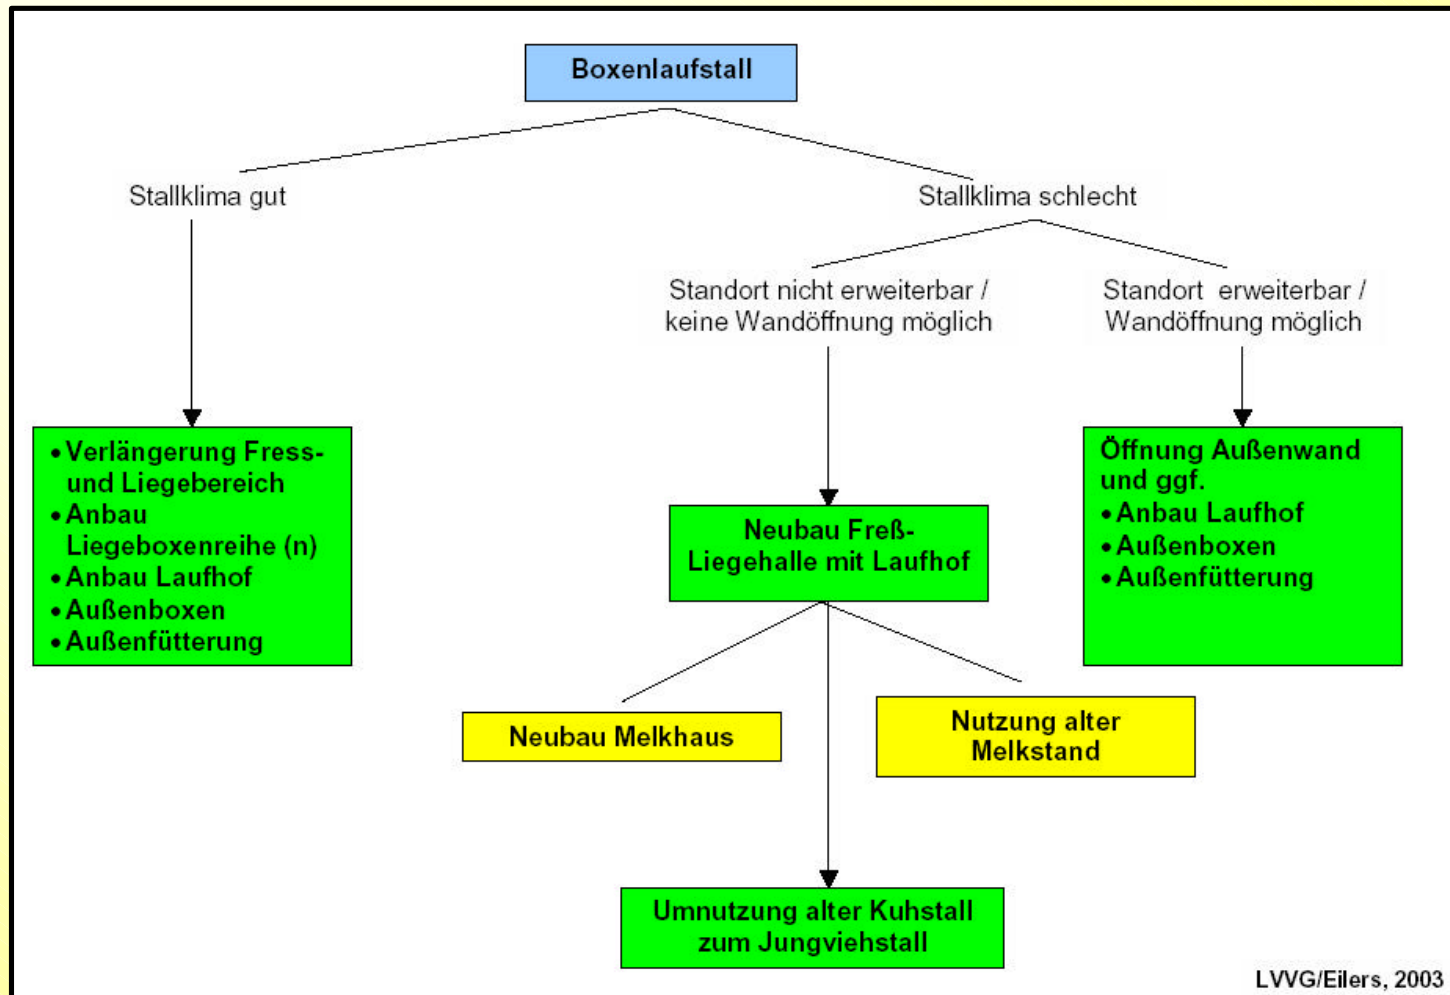 Boxenlaufstall
Stallklima gut
Stallklima schlecht
Standort nicht erweiterbar /
keine Wandöffnung möglich
Standort erweiterbar /
Wandöffnung möglich
• Verlängerung Fress-
und Liegebereich
• Anbau
Liegeboxenreihe (n)
• Anbau Laufhof
• Außenboxen
• Außenfütterung
Neubau Freß-
Liegehalle mit Laufhof
Öffnung Außenwand
und ggf.
• Anbau Laufhof
• Außenboxen
• Außenfütterung
Neubau Melkhaus
Nutzung alter
Melkstand
Umnutzung alter Kuhstall
zum Jungviehstall
LVVG/Eilers, 2003